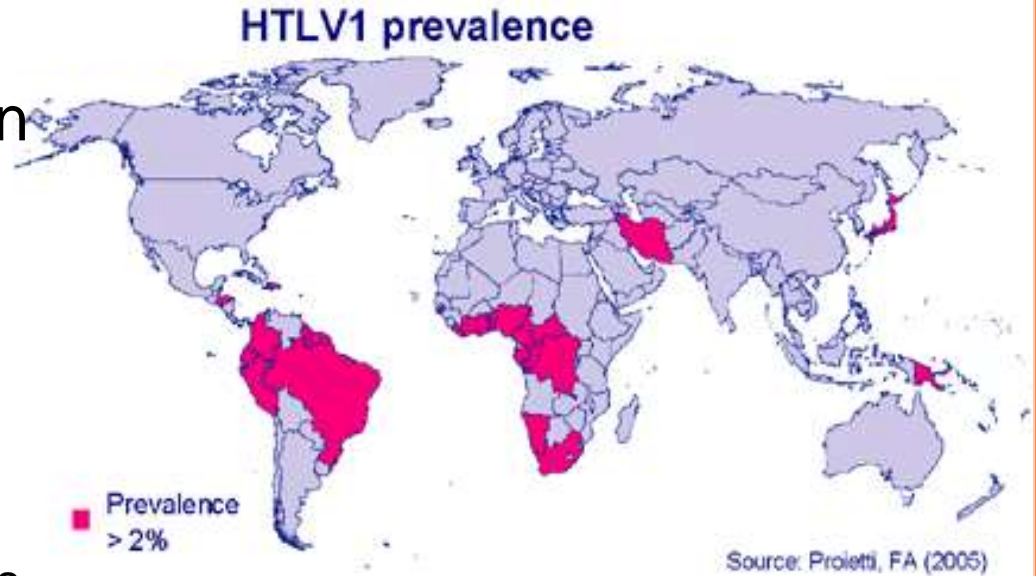 HTLV1 prevalence
n
Prevalence
> 2%
Source: Proietti, FA (2005)